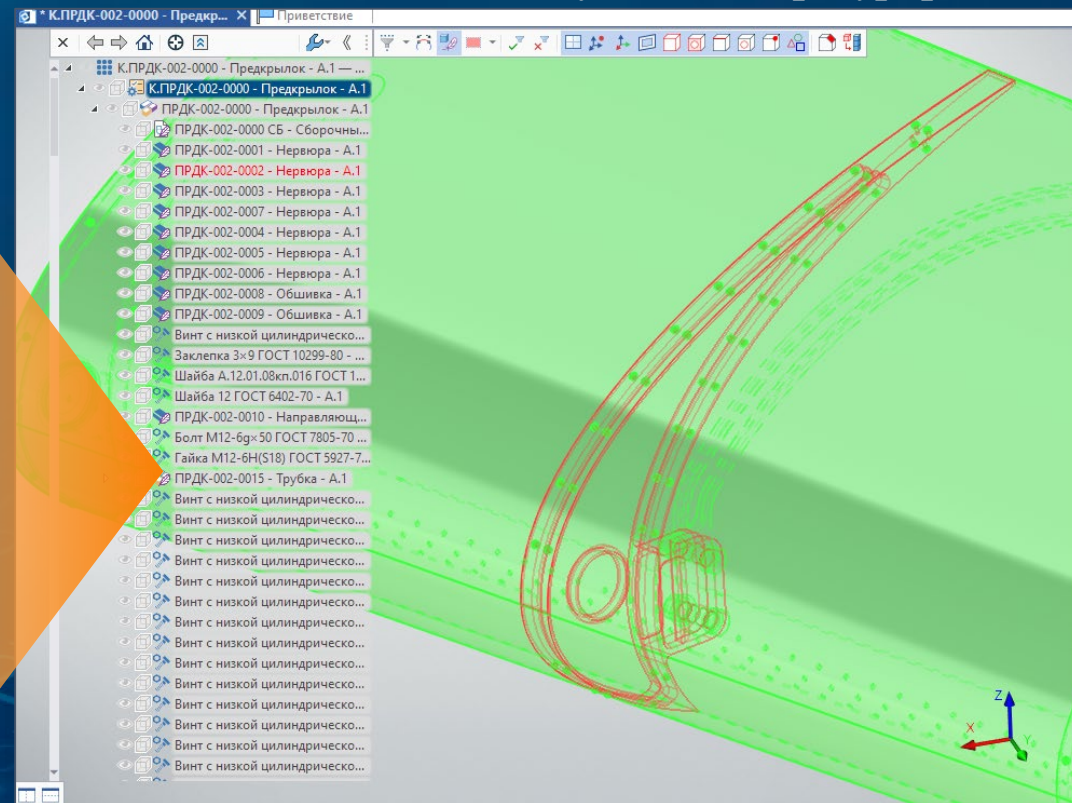 * К.ПРДК-002-0000 - Предкр...
Приветствие
К.ПРДК-002-0000 - Предкрылок - А.1 — ...
К.ПРДК-002-0000 - Предкрылок - А.1
ПРДК-002-0000 - Предкрылок - А.1
ПРДК-002-0000 СБ - Сборочны...
ПРДК-002-0001 - Нервюра - А.1
ПРДК-002-0002 - Нервюра - А.1
ПРДК-002-0003 - Нервюра - А.1
ПРДК-002-0007 - Нервюра - А.1
ПРДК-002-0004 - Нервюра - А.1
ПРДК-002-0005 - Нервюра - А.1
ПРДК-002-0006 - Нервюра - А.1
ПРДК-002-0008 - Обшивка - А.1
ПРДК-002-0009 - Обшивка - А.1
Винт с низкой цилиндрическо...
Заклепка 3×9 ГОСТ 10299-80 - ...
Шайба А.12.01.08кп.016 ГОСТ 1...
Шайба 12 ГОСТ 6402-70 - А.1
ПРДК-002-0010 - Направляющ...
Болт М12-6g×50 ГОСТ 7805-70 ...
Гайка М12-6Н(S18) ГОСТ 5927-7...
ПРДК-002-0015 - Трубка - А.1
Винт с низкой цилиндрическо...
Винт с низкой цилиндрическо...
Винт с низкой цилиндрическо...
Винт с низкой цилиндрическо...
Винт с низкой цилиндрическо...
Винт с низкой цилиндрическо...
Винт с низкой цилиндрическо...
Винт с низкой цилиндрическо...
Винт с низкой цилиндрическо...
Винт с низкой цилиндрическо...
Винт с низкой цилиндрическо...
Винт с низкой цилиндрическо...
Винт с низкой цилиндрическо...
Z
X
Y